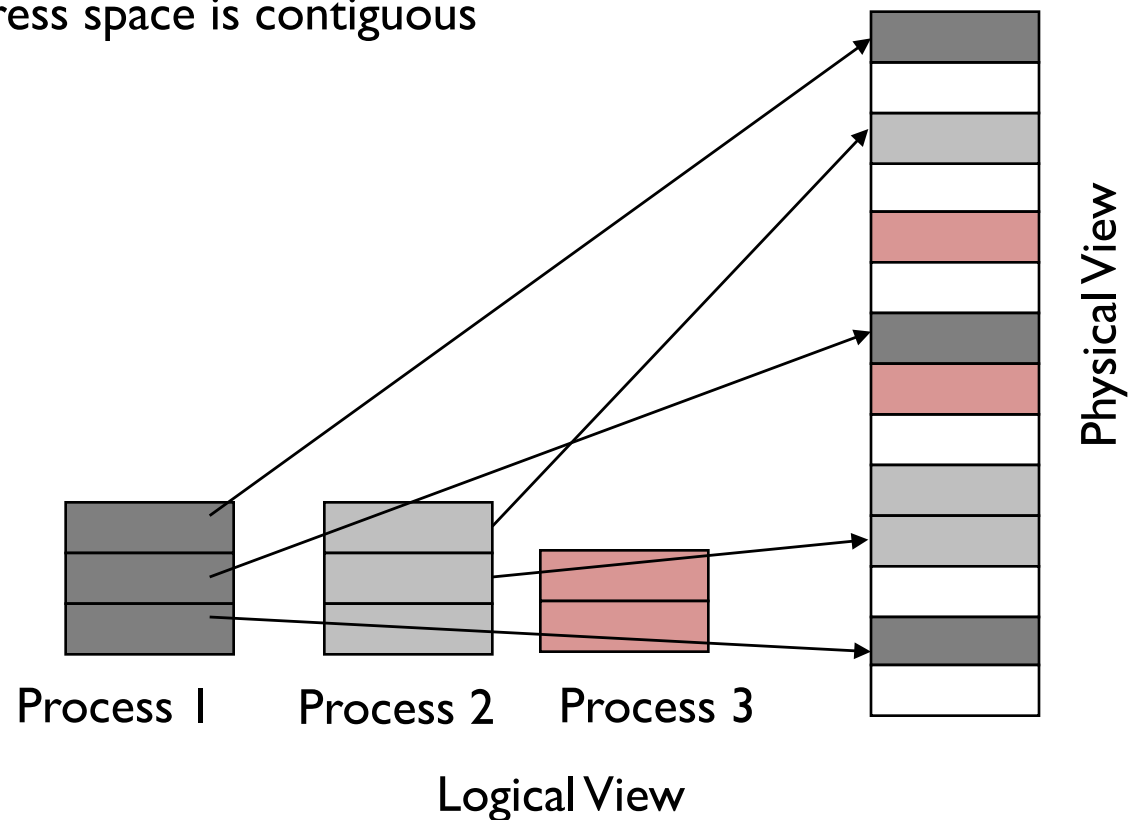 ress space is contiguous
Physical View
Process 1
Process 2
Process 3
Logical View